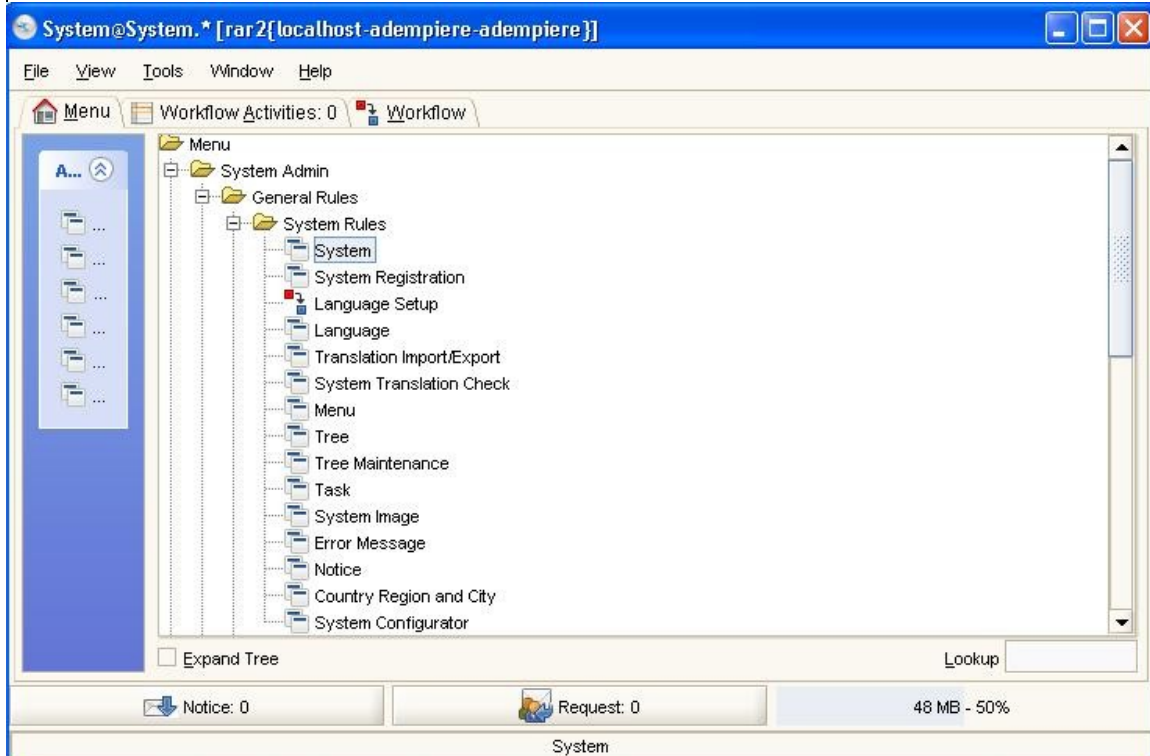 System@System.* [rar2{localhost-adempiere-adempiere}]
File View Tools Window Help
Menu Workflow Activities: 0 Workflow
A...
...
...
...
...
...
...
Menu
System Admin
General Rules
System Rules
System
System Registration
Language Setup
Language
Translation Import/Export
System Translation Check
Menu
Tree
Tree Maintenance
Task
System Image
Error Message
Notice
Country Region and City
System Configurator
Expand Tree Lookup
Notice: 0 Request: 0 48 MB - 50%
System